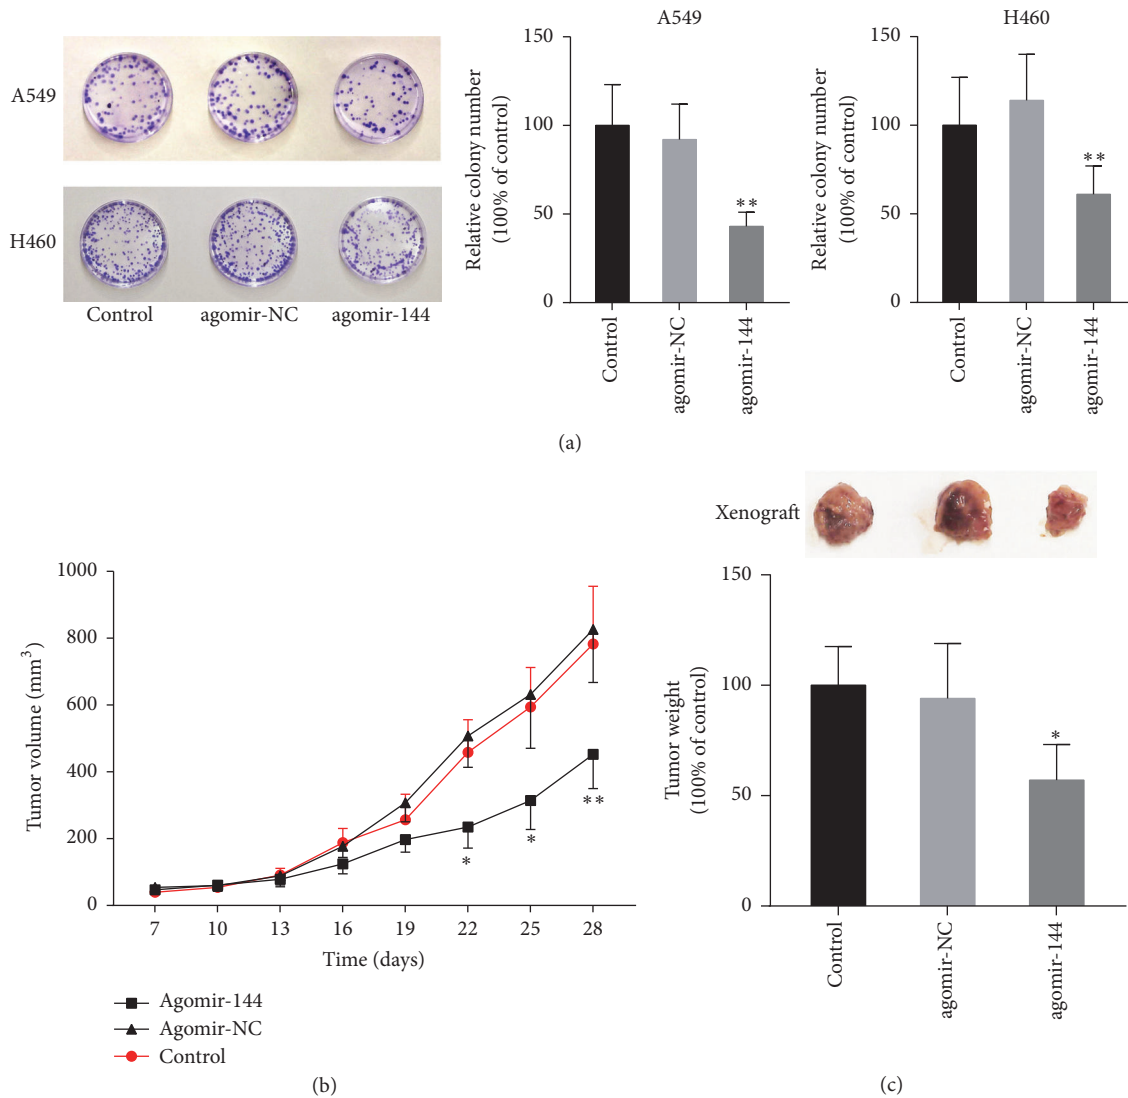 A549
H460
Control
agomir-NC
agomir-144
A549
Relative colony number
(100% of control)
150
100
50
0
**
Control
agomir-NC
agomir-144
H460
Relative colony number
(100% of control)
150
100
50
0
**
Control
agomir-NC
agomir-144
(a)
Tumor volume (mm³)
1000
800
600
400
200
0
*
*
**
7
10
13
16
19
22
25
28
Time (days)
Agomir-144
Agomir-NC
Control
(b)
Xenograft
Tumor weight
(100% of control)
150
100
50
0
*
Control
agomir-NC
agomir-144
(c)